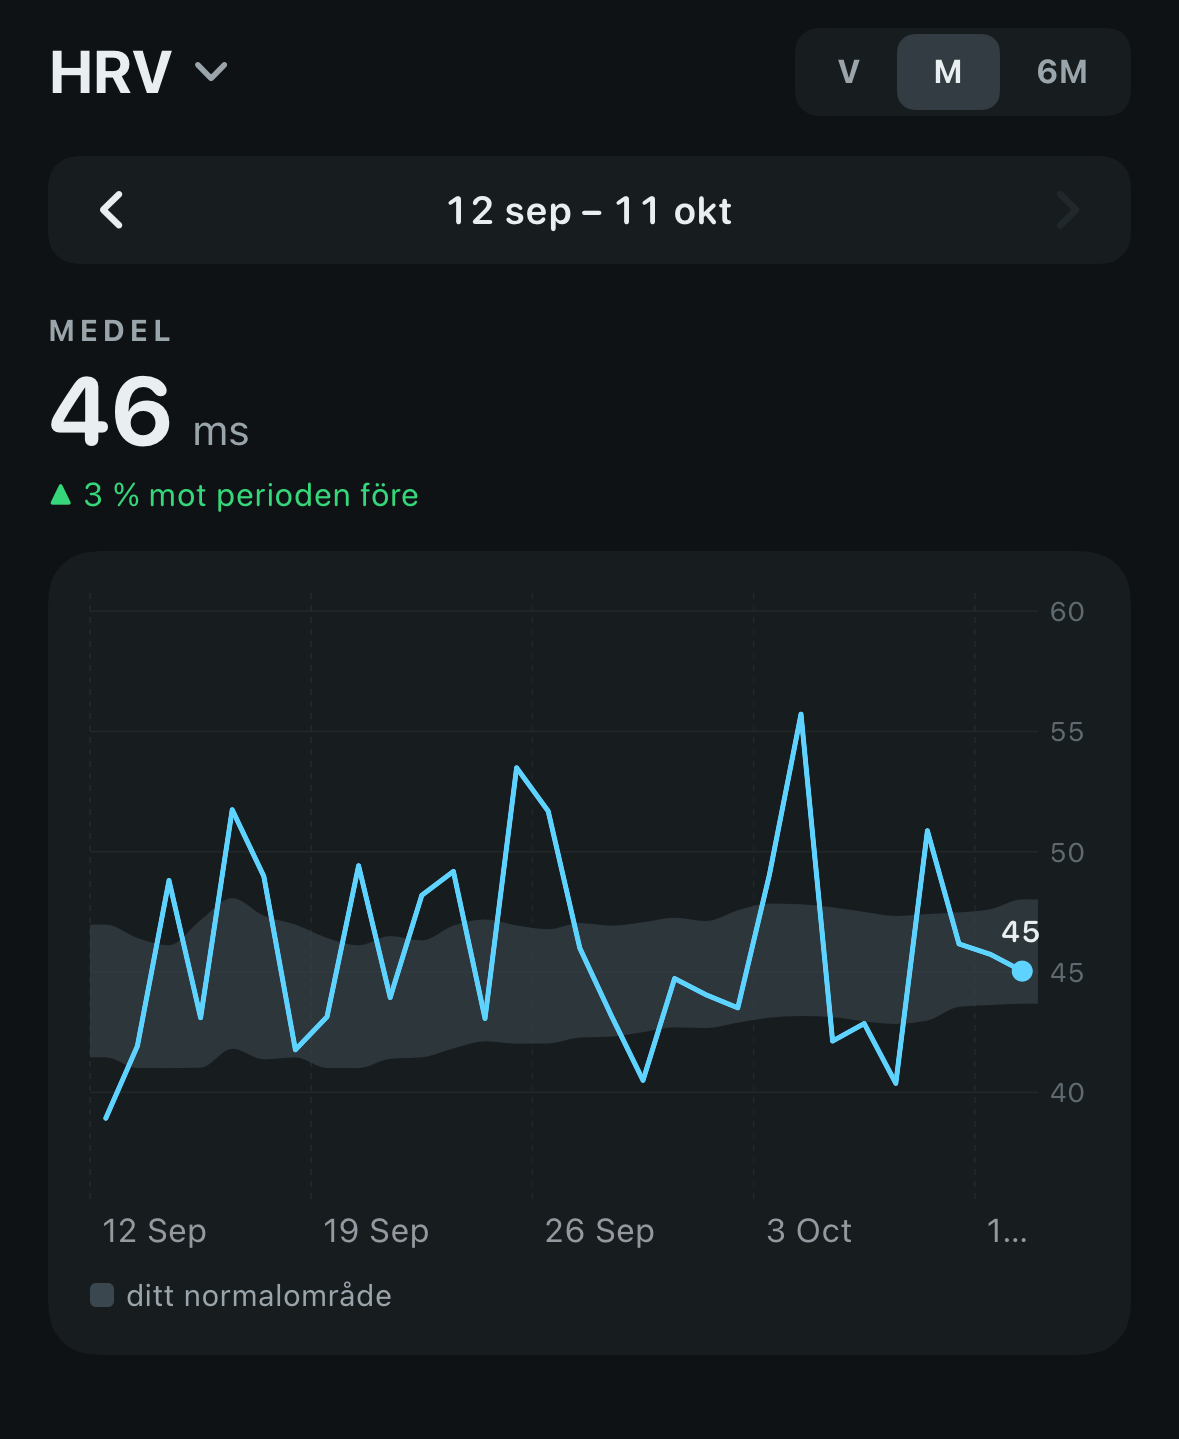 HRV
V M 6M
12 sep – 11 okt
MEDEL
46 ms
▲ 3 % mot perioden före
60
55
50
45
45
40
12 Sep 19 Sep 26 Sep 3 Oct 1...
ditt normalområde